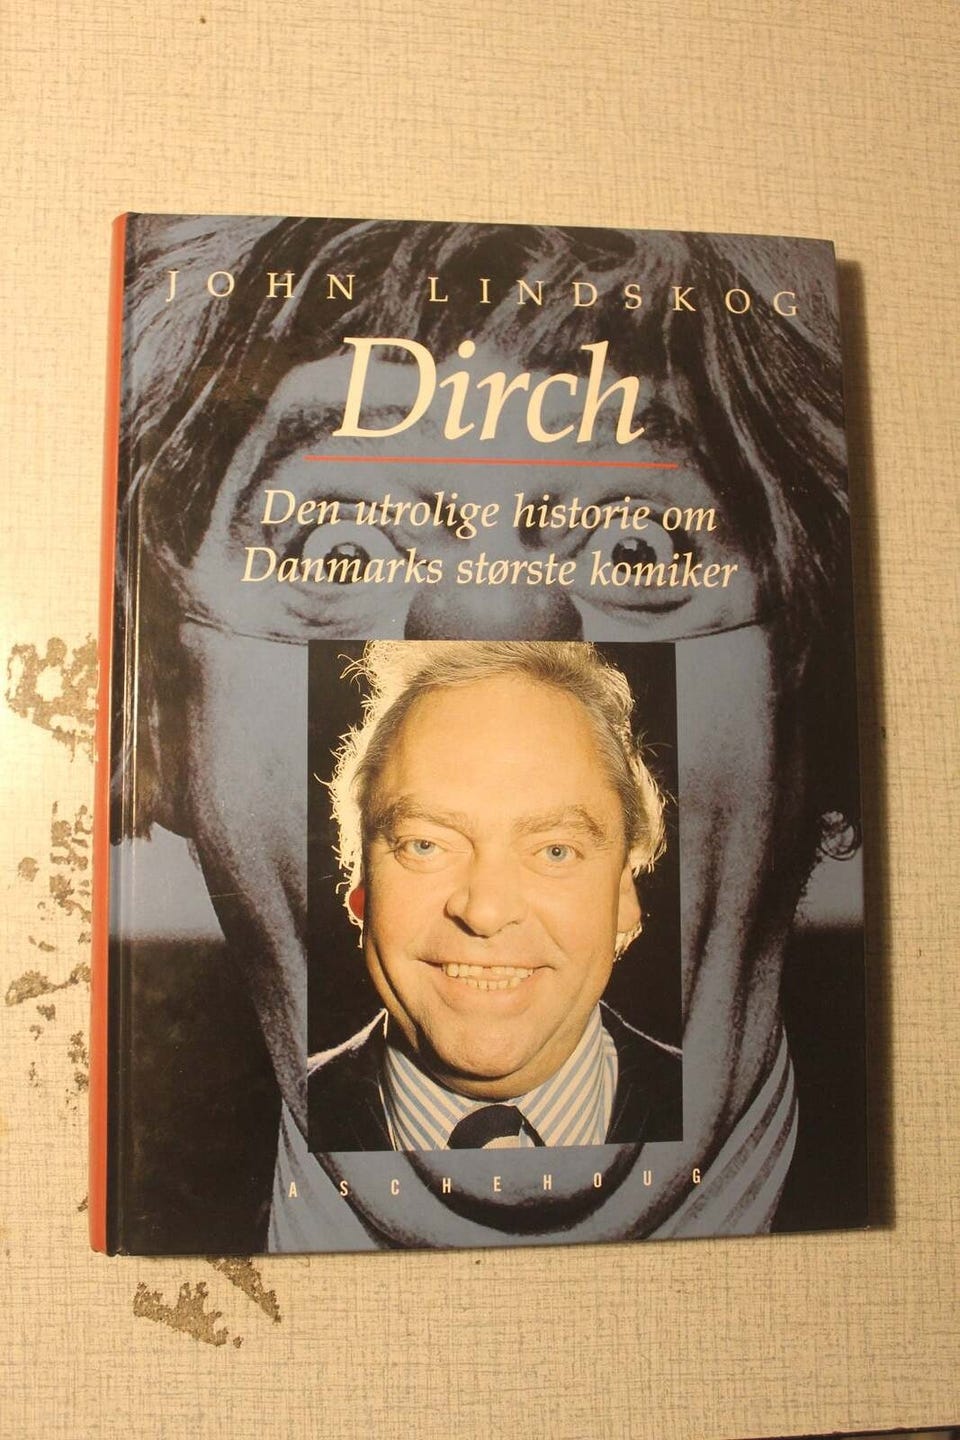 JOHN LINDSKOG
Dirch
Den utrolige historie om
Danmarks største komiker
ASCHEHOUG